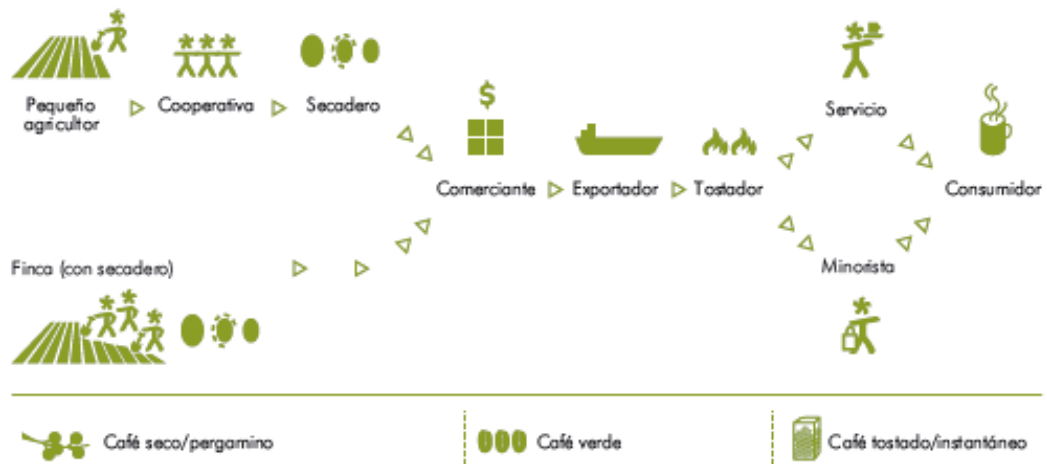 Pequeño
agricultor
Cooperativa
Secadero
$
Comerciante
Exportador
Tostador
Servicio
Consumidor
Finca (con secadero)
Minorista
Café seco/pergamino
Café verde
Café tostado/instantáneo